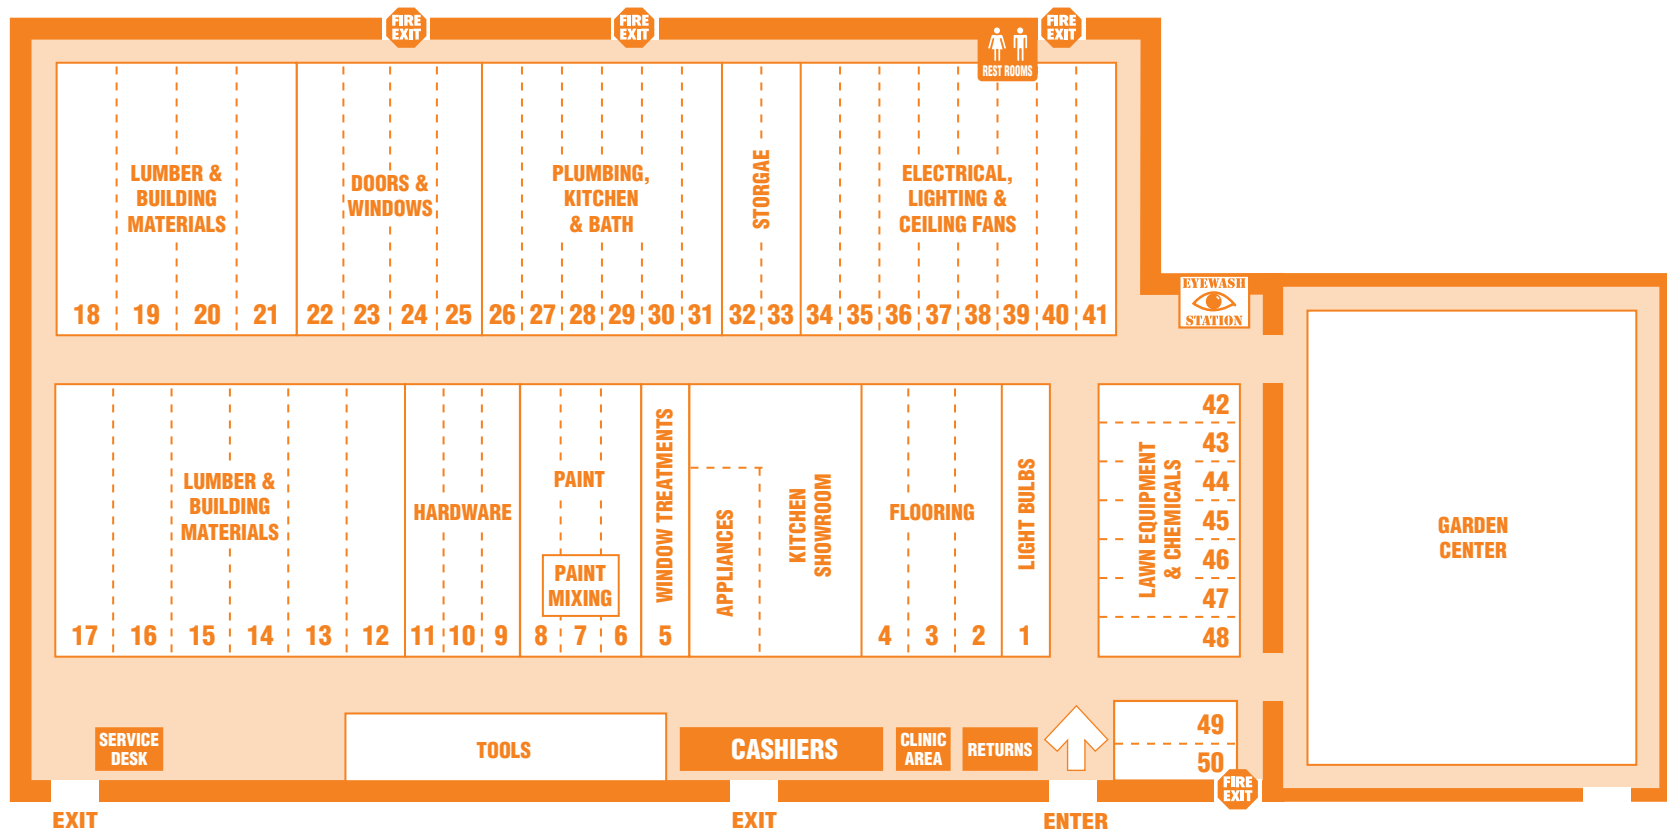 FIRE
EXIT
FIRE
EXIT
FIRE
EXIT
REST ROOMS
LUMBER &
BUILDING
MATERIALS
DOORS &
WINDOWS
PLUMBING,
KITCHEN
& BATH
STORGAE
ELECTRICAL,
LIGHTING &
CEILING FANS
18 19 20 21 22 23 24 25 26 27 28 29 30 31 32 33 34 35 36 37 38 39 40 41
EYEWASH
STATION
LUMBER &
BUILDING
MATERIALS
HARDWARE
PAINT
PAINT
MIXING
WINDOW TREATMENTS
APPLIANCES
KITCHEN
SHOWROOM
FLOORING
LIGHT BULBS
17 16 15 14 13 12 11 10 9 8 7 6 5 4 3 2 1
LAWN EQUIPMENT
& CHEMICALS
42
43
44
45
46
47
48
GARDEN
CENTER
SERVICE
DESK
TOOLS
CASHIERS
CLINIC
AREA
RETURNS
49
50
FIRE
EXIT
EXIT
EXIT
ENTER